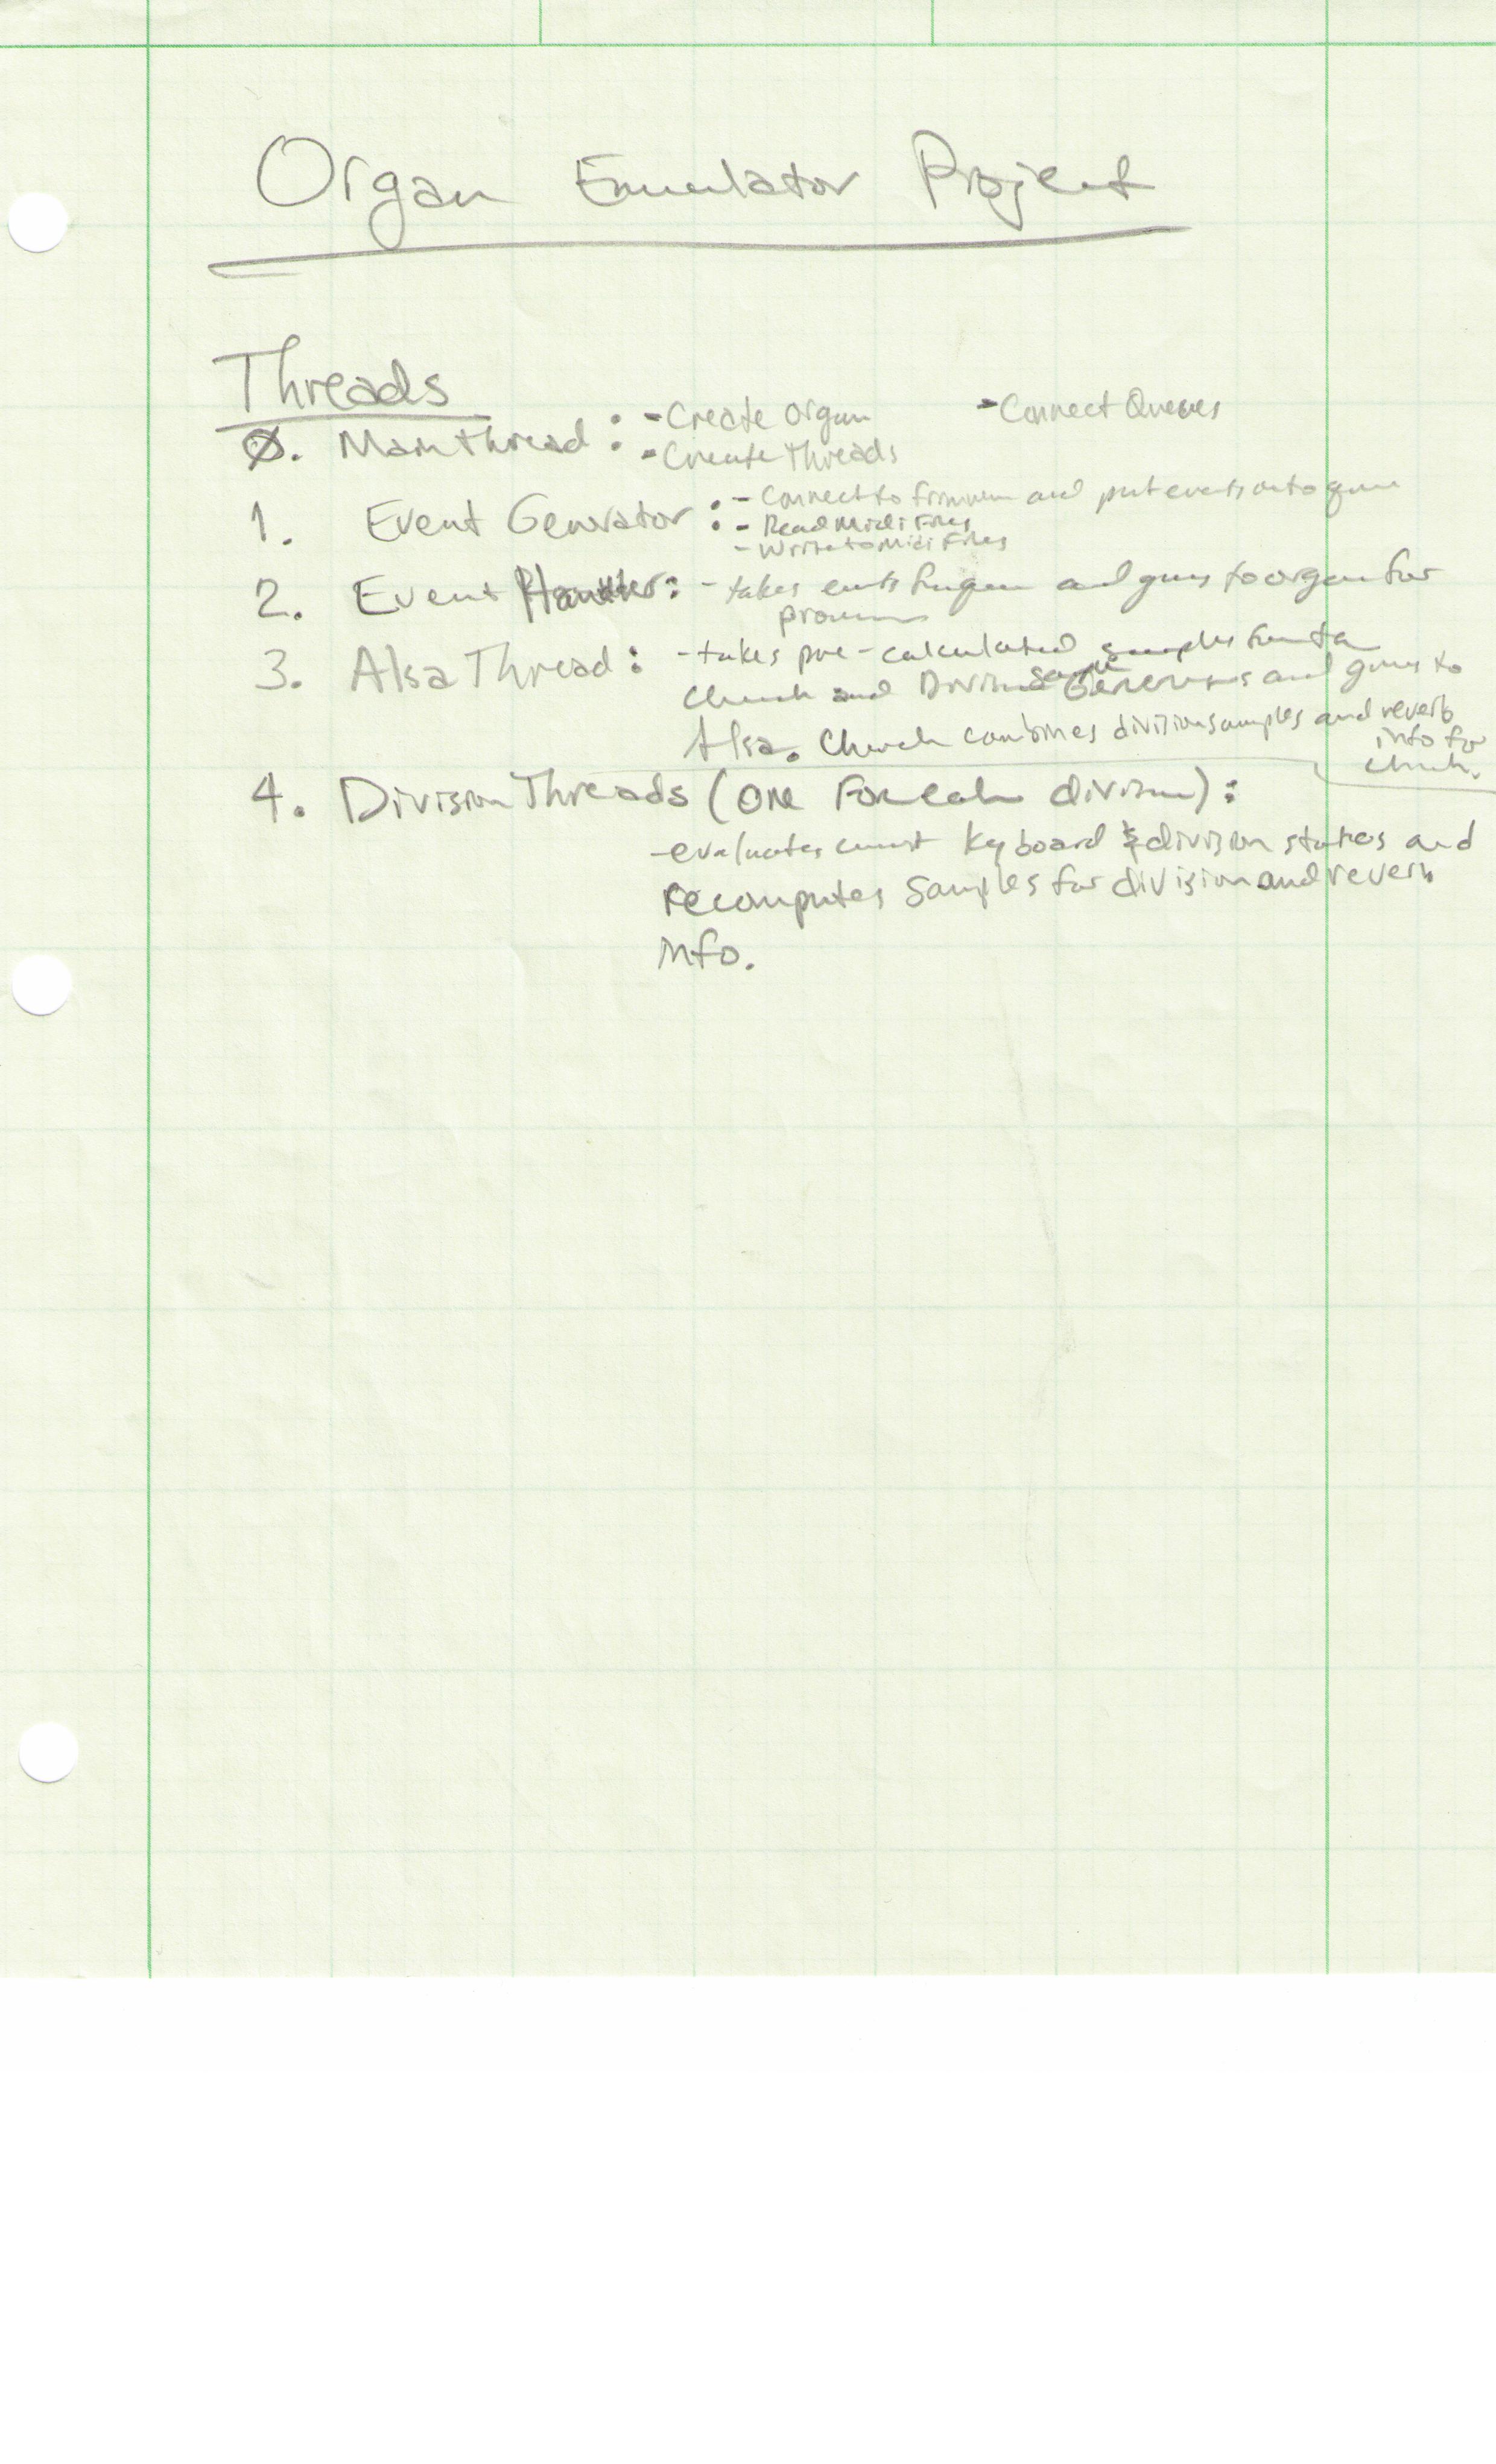 Organ Emulator Project
Threads
0. Main thread : - Create Organ - Connect Queues
- Create Threads
1. Event Generator : - Connect to and put events onto queue
- Read Midi Files
- Write to Midi Files
2. Event Handler : - takes events from queue and gives to organ for
3. Alsa Thread : - takes pre-calculated samples from the
Church and Division Sample Generators and gives to
Alsa. Church combines division samples and reverb
info for
church.
4. Division Threads (One For each division) :
- evaluates current keyboard & division states and
recomputes Samples for division and reverb
info.